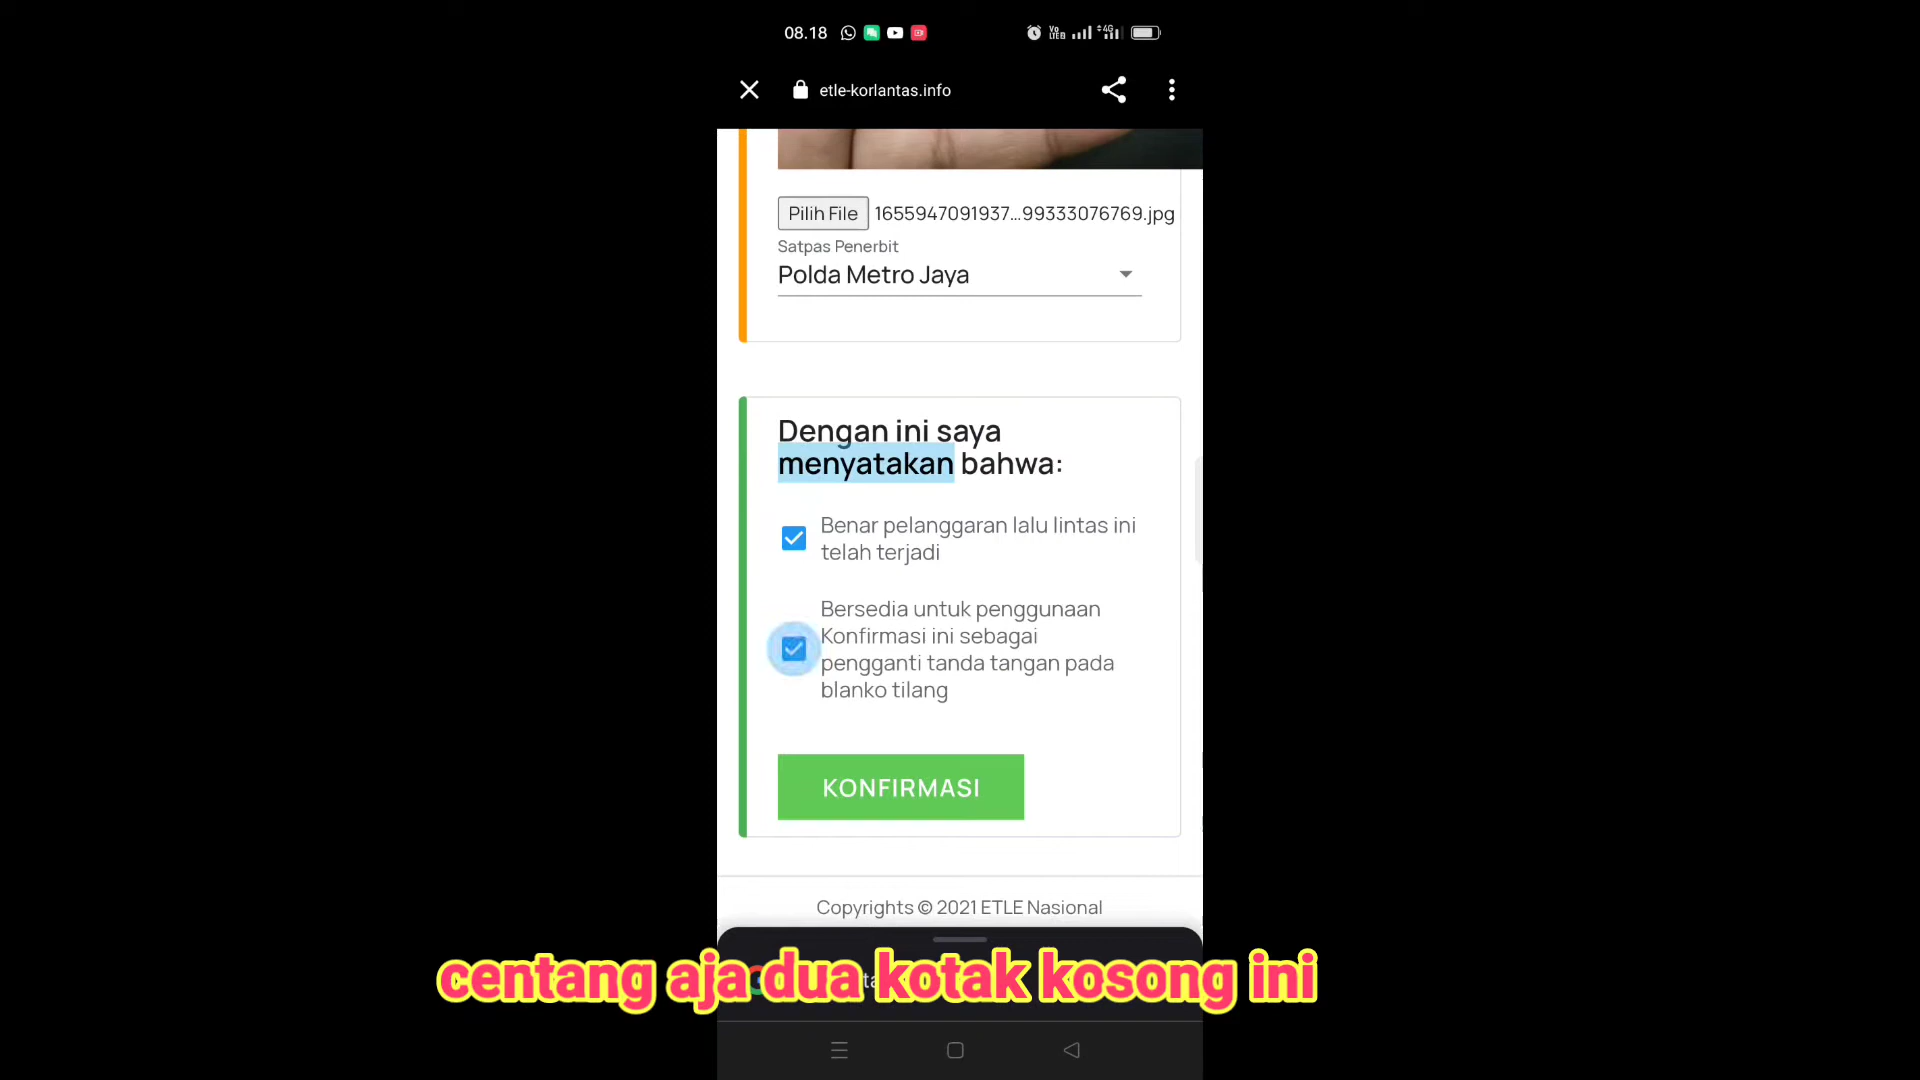 08.18
etle-korlantas.info
Pilih File 1655947091937...99333076769.jpg
Satpas Penerbit
Polda Metro Jaya
Dengan ini saya
menyatakan bahwa:
Benar pelanggaran lalu lintas ini
telah terjadi
Bersedia untuk penggunaan
Konfirmasi ini sebagai
pengganti tanda tangan pada
blanko tilang
KONFIRMASI
Copyrights © 2021 ETLE Nasional
centang aja dua kotak kosong ini